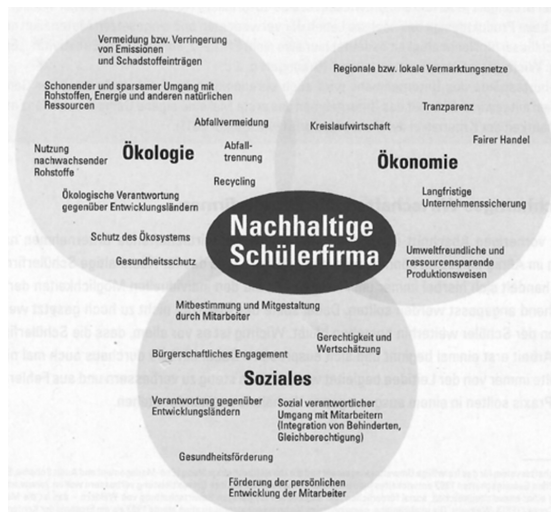 Vermeidung bzw. Verringerung
von Emissionen
und Schadstoffeinträgen
Schonender und sparsamer Umgang mit
Rohstoffen, Energie und anderen natürlichen
Ressourcen
Abfallvermeidung
Nutzung
nachwachsender
Rohstoffe
Ökologie
Abfall-
trennung
Recycling
Ökologische Verantwortung
gegenüber Entwicklungsländern
Schutz des Ökosystems
Gesundheitsschutz
Regionale bzw. lokale Vermarktungsnetze
Tranzparenz
Kreislaufwirtschaft
Fairer Handel
Ökonomie
Langfristige
Unternehmenssicherung
Umweltfreundliche und
ressourcensparende
Produktionsweisen
Nachhaltige
Schülerfirma
Mitbestimmung und Mitgestaltung
durch Mitarbeiter
Gerechtigkeit und
Wertschätzung
Bürgerschaftliches Engagement
Soziales
Verantwortung gegenüber
Entwicklungsländern
Sozial verantwortlicher
Umgang mit Mitarbeitern
(Integration von Behinderten,
Gleichberechtigung)
Gesundheitsförderung
Förderung der persönlichen
Entwicklung der Mitarbeiter